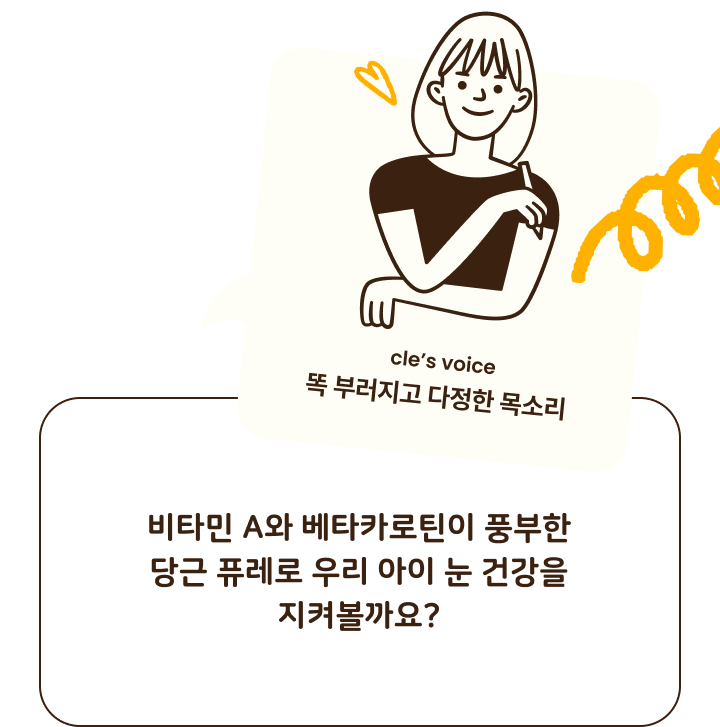 cle’s voice
똑 부러지고 다정한 목소리
비타민 A와 베타카로틴이 풍부한
당근 퓨레로 우리 아이 눈 건강을
지켜볼까요?